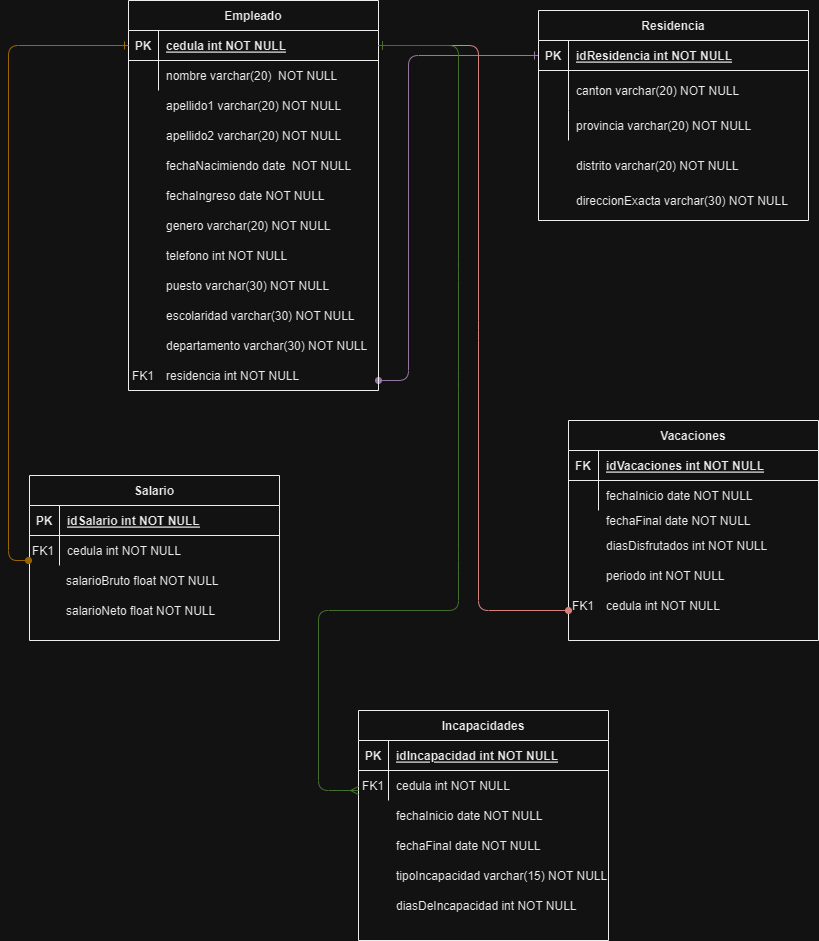 Empleado
PK cedula int NOT NULL
nombre varchar(20) NOT NULL
apellido1 varchar(20) NOT NULL
apellido2 varchar(20) NOT NULL
fechaNacimiendo date NOT NULL
fechaIngreso date NOT NULL
genero varchar(20) NOT NULL
telefono int NOT NULL
puesto varchar(30) NOT NULL
escolaridad varchar(30) NOT NULL
departamento varchar(30) NOT NULL
FK1 residencia int NOT NULL
Residencia
PK idResidencia int NOT NULL
canton varchar(20) NOT NULL
provincia varchar(20) NOT NULL
distrito varchar(20) NOT NULL
direccionExacta varchar(30) NOT NULL
Salario
PK idSalario int NOT NULL
FK1 cedula int NOT NULL
salarioBruto float NOT NULL
salarioNeto float NOT NULL
Vacaciones
FK idVacaciones int NOT NULL
fechaInicio date NOT NULL
fechaFinal date NOT NULL
diasDisfrutados int NOT NULL
periodo int NOT NULL
FK1 cedula int NOT NULL
Incapacidades
PK idIncapacidad int NOT NULL
FK1 cedula int NOT NULL
fechaInicio date NOT NULL
fechaFinal date NOT NULL
tipoIncapacidad varchar(15) NOT NULL
diasDeIncapacidad int NOT NULL